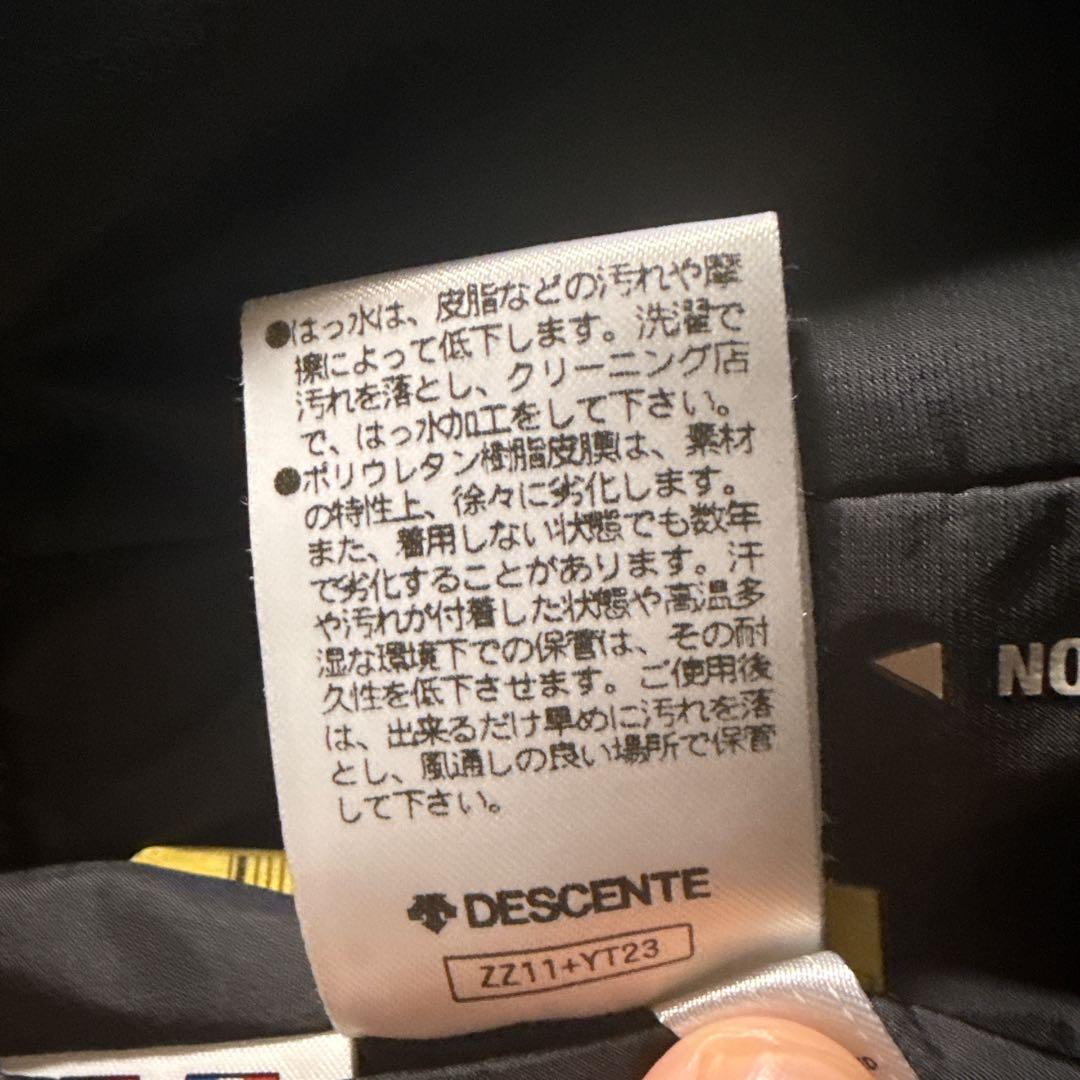 ●はっ水は、皮脂などの汚れや摩
擦によって低下します。洗濯で
汚れを落とし、クリーニング店
で、はっ水加工をして下さい。
●ポリウレタン樹脂皮膜は、素材
の特性上、徐々に劣化します。
また、着用しない状態でも数年
で劣化することがあります。汗
や汚れが付着した状態や高温多
湿な環境下での保管は、その耐
久性を低下させます。ご使用後
は、出来るだけ早めに汚れを落
とし、風通しの良い場所で保管
して下さい。
DESCENTE
ZZ11+YT23
NO